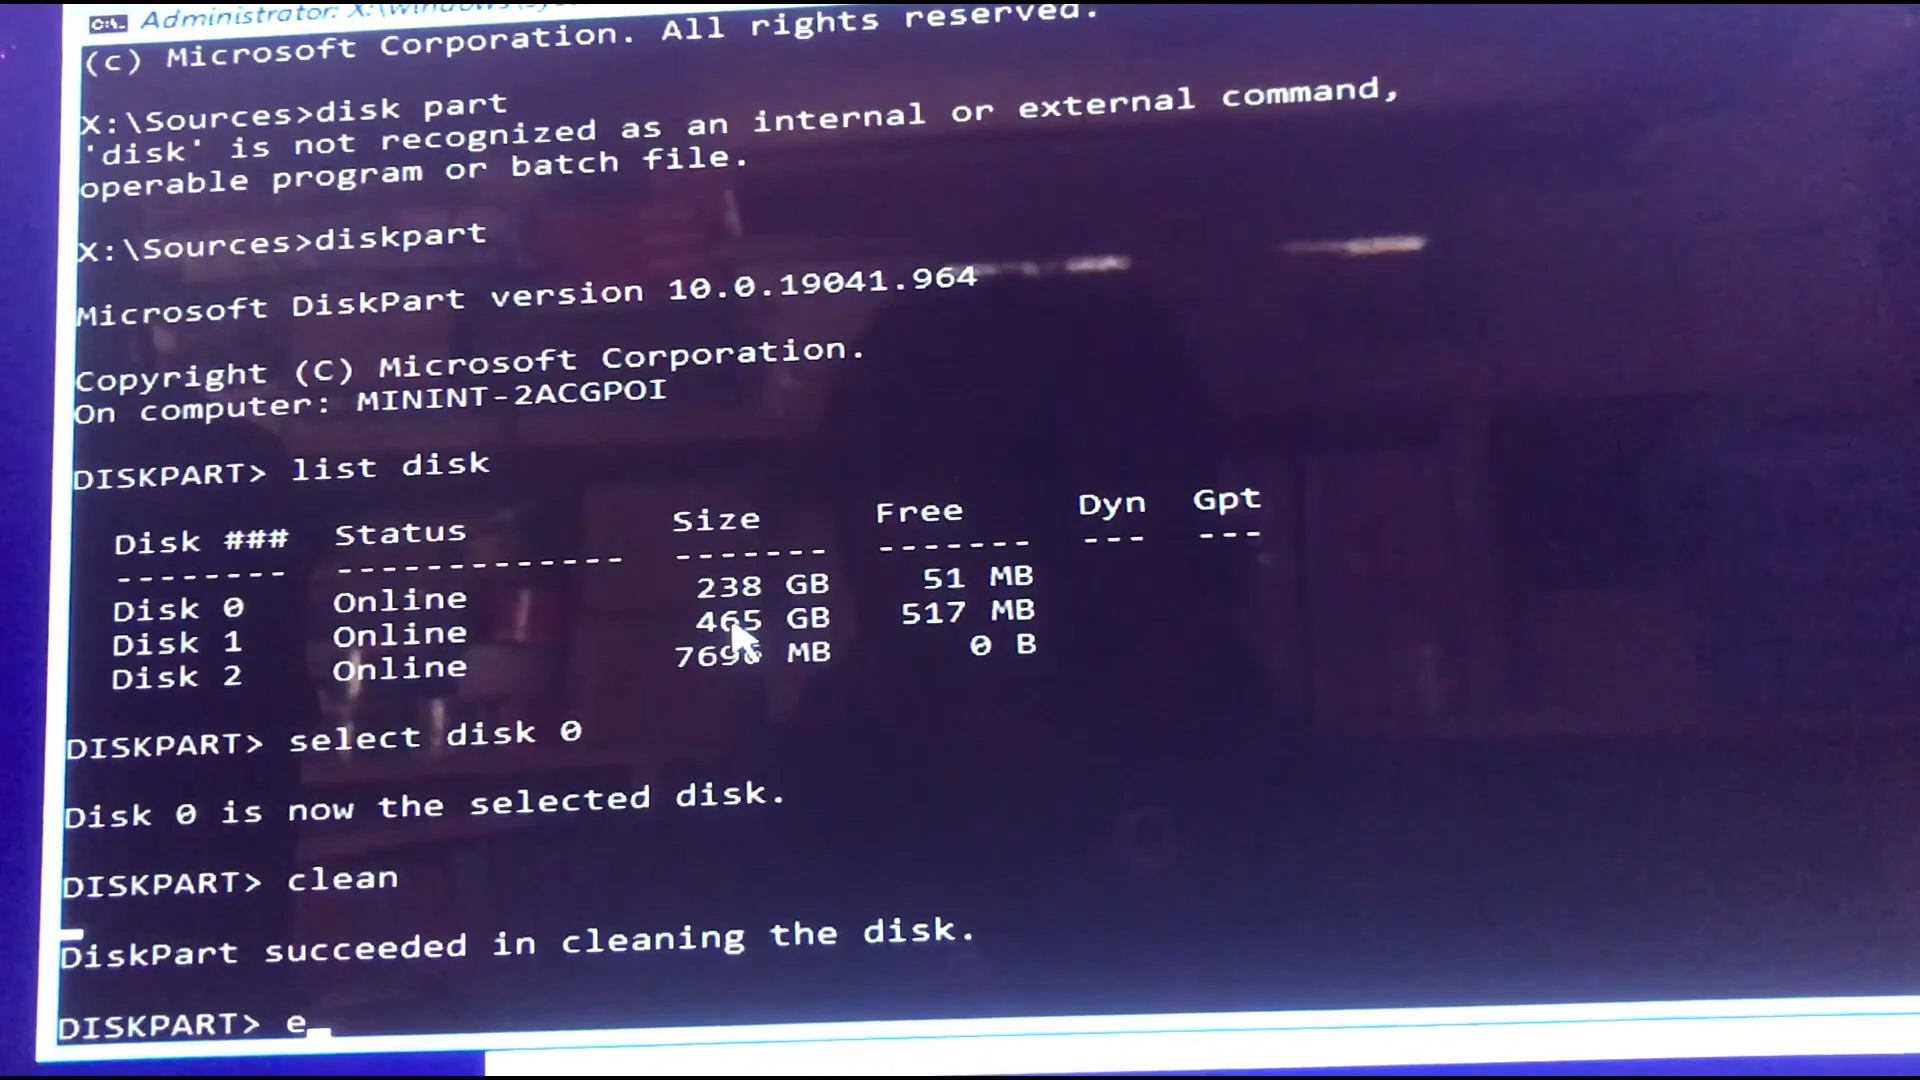 Administrator: X:\windows\sy
(c) Microsoft Corporation. All rights reserved.
X:\Sources>disk part
'disk' is not recognized as an internal or external command,
operable program or batch file.
X:\Sources>diskpart
Microsoft DiskPart version 10.0.19041.964
Copyright (C) Microsoft Corporation.
On computer: MININT-2ACGPOI
DISKPART> list disk
Disk ### Status Size Free Dyn Gpt
-------- ------------- ------- ------- --- ---
Disk 0 Online 238 GB 51 MB
Disk 1 Online 465 GB 517 MB
Disk 2 Online MB 0 B
DISKPART> select disk 0
Disk 0 is now the selected disk.
DISKPART> clean
DiskPart succeeded in cleaning the disk.
DISKPART> e_